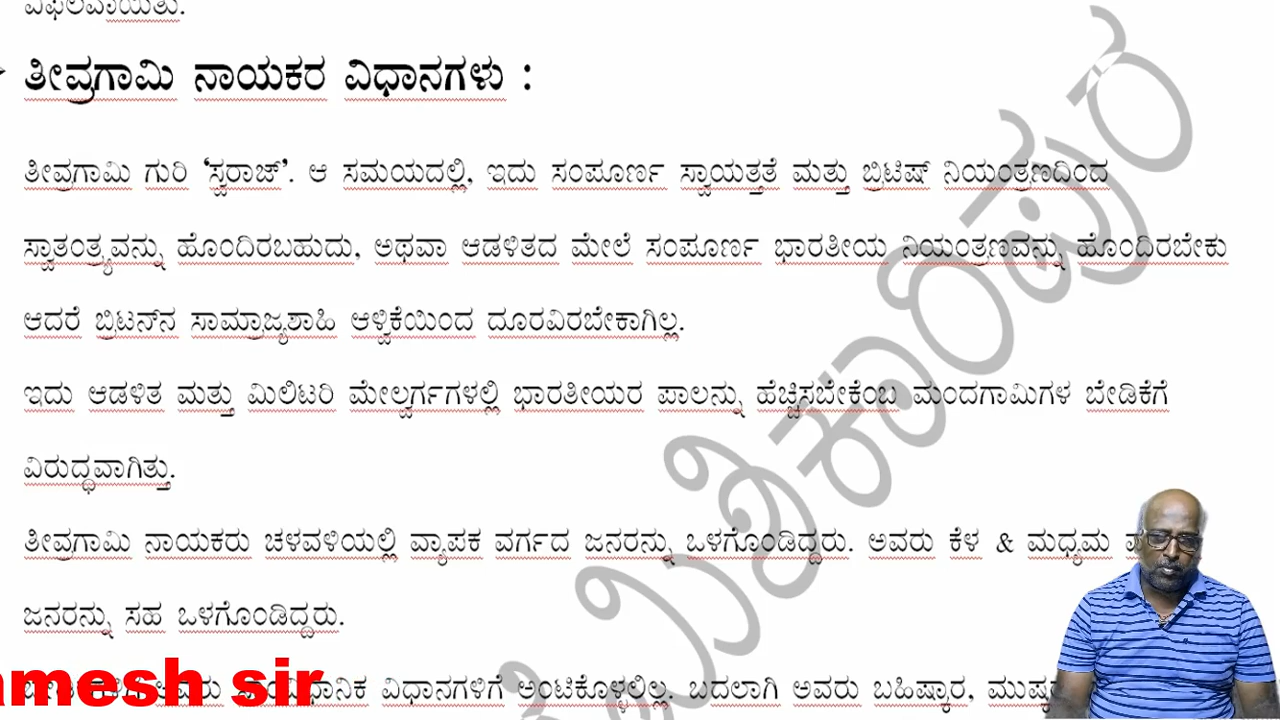 ವಿಫಲವಾಯಿತು.
ತೀವ್ರಗಾಮಿ ನಾಯಕರ ವಿಧಾನಗಳು :
ತೀವ್ರಗಾಮಿ ಗುರಿ ‘ಸ್ವರಾಜ್’. ಆ ಸಮಯದಲ್ಲಿ, ಇದು ಸಂಪೂರ್ಣ ಸ್ವಾಯತ್ತತೆ ಮತ್ತು ಬ್ರಿಟಿಷ್ ನಿಯಂತ್ರಣದಿಂದ
ಸ್ವಾತಂತ್ರ್ಯವನ್ನು ಹೊಂದಿರಬಹುದು, ಅಥವಾ ಆಡಳಿತದ ಮೇಲೆ ಸಂಪೂರ್ಣ ಭಾರತೀಯ ನಿಯಂತ್ರಣವನ್ನು ಹೊಂದಿರಬೇಕು
ಆದರೆ ಬ್ರಿಟನ್‌ನ ಸಾಮ್ರಾಜ್ಯಶಾಹಿ ಆಳ್ವಿಕೆಯಿಂದ ದೂರವಿರಬೇಕಾಗಿಲ್ಲ.
ಇದು ಆಡಳಿತ ಮತ್ತು ಮಿಲಿಟರಿ ಮೇಲ್ವರ್ಗಗಳಲ್ಲಿ ಭಾರತೀಯರ ಪಾಲನ್ನು ಹೆಚ್ಚಿಸಬೇಕೆಂಬ ಮಂದಗಾಮಿಗಳ ಬೇಡಿಕೆಗೆ
ವಿರುದ್ಧವಾಗಿತ್ತು.
ತೀವ್ರಗಾಮಿ ನಾಯಕರು ಚಳವಳಿಯಲ್ಲಿ ವ್ಯಾಪಕ ವರ್ಗದ ಜನರನ್ನು ಒಳಗೊಂಡಿದ್ದರು. ಅವರು ಕೆಳ & ಮಧ್ಯಮ
ಜನರನ್ನು ಸಹ ಒಳಗೊಂಡಿದ್ದರು.
ಅವರು ಸಾಂವಿಧಾನಿಕ ವಿಧಾನಗಳಿಗೆ ಅಂಟಿಕೊಳ್ಳಲಿಲ್ಲ. ಬದಲಾಗಿ ಅವರು ಬಹಿಷ್ಕಾರ,
amesh sir